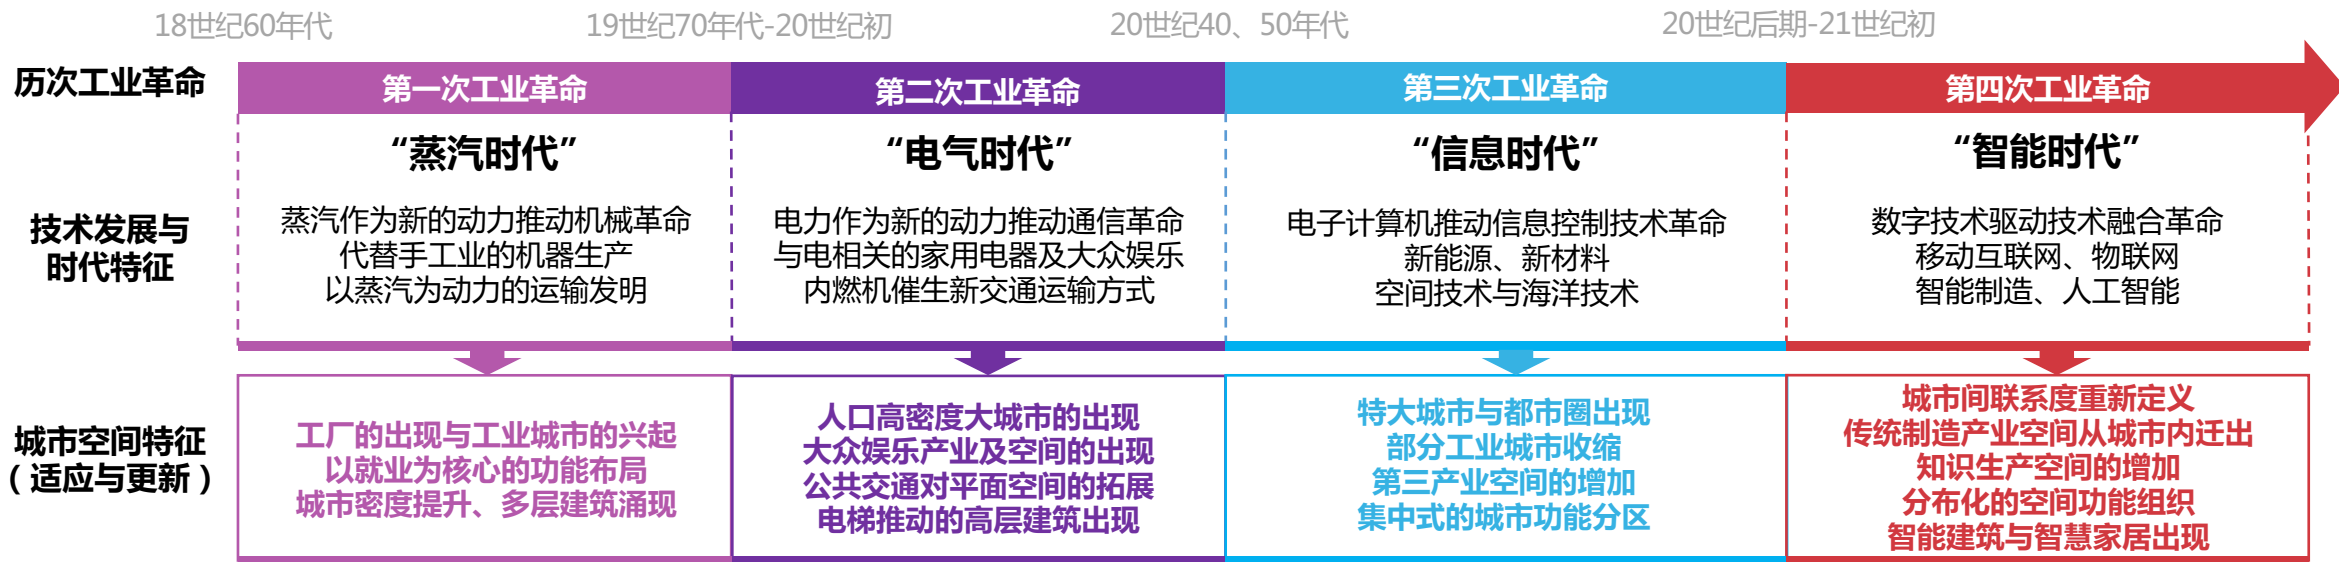 18世纪60年代
19世纪70年代-20世纪初
20世纪40、50年代
20世纪后期-21世纪初
历次工业革命
第一次工业革命
第二次工业革命
第三次工业革命
第四次工业革命
技术发展与
时代特征
“蒸汽时代”
蒸汽作为新的动力推动机械革命
代替手工业的机器生产
以蒸汽为动力的运输发明
“电气时代”
电力作为新的动力推动通信革命
与电相关的家用电器及大众娱乐
内燃机催生新交通运输方式
“信息时代”
电子计算机推动信息控制技术革命
新能源、新材料
空间技术与海洋技术
“智能时代”
数字技术驱动技术融合革命
移动互联网、物联网
智能制造、人工智能
城市空间特征
（适应与更新）
工厂的出现与工业城市的兴起
以就业为核心的功能布局
城市密度提升、多层建筑涌现
人口高密度大城市的出现
大众娱乐产业及空间的出现
公共交通对平面空间的拓展
电梯推动的高层建筑出现
特大城市与都市圈出现
部分工业城市收缩
第三产业空间的增加
集中式的城市功能分区
城市间联系度重新定义
传统制造产业空间从城市内迁出
知识生产空间的增加
分布化的空间功能组织
智能建筑与智慧家居出现